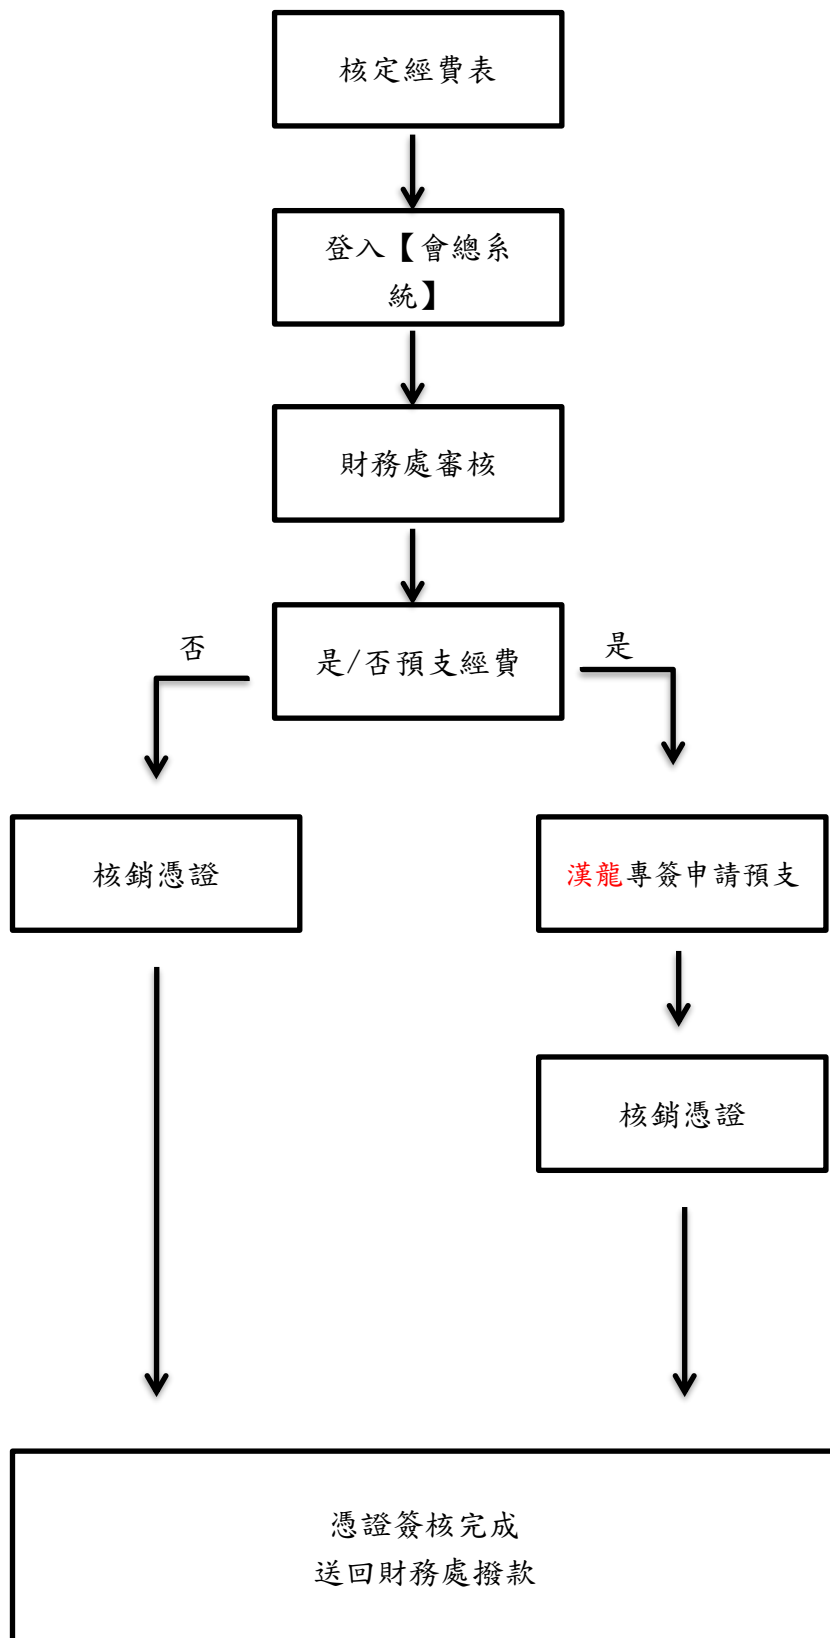 核定經費表
登入【會總系
統】
財務處審核
否
是/否預支經費
是
核銷憑證
漢龍專簽申請預支
核銷憑證
憑證簽核完成
送回財務處撥款